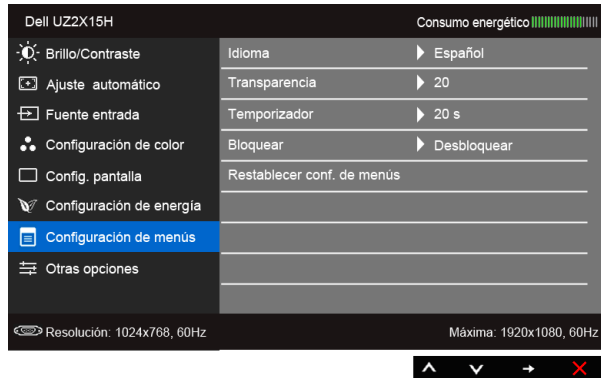 Dell UZ2X15H Consumo energético
Brillo/Contraste Idioma Español
Ajuste automático Transparencia 20
Fuente entrada Temporizador 20 s
Configuración de color Bloquear Desbloquear
Config. pantalla Restablecer conf. de menús
Configuración de energía
Configuración de menús
Otras opciones
Resolución: 1024x768, 60Hz Máxima: 1920x1080, 60Hz